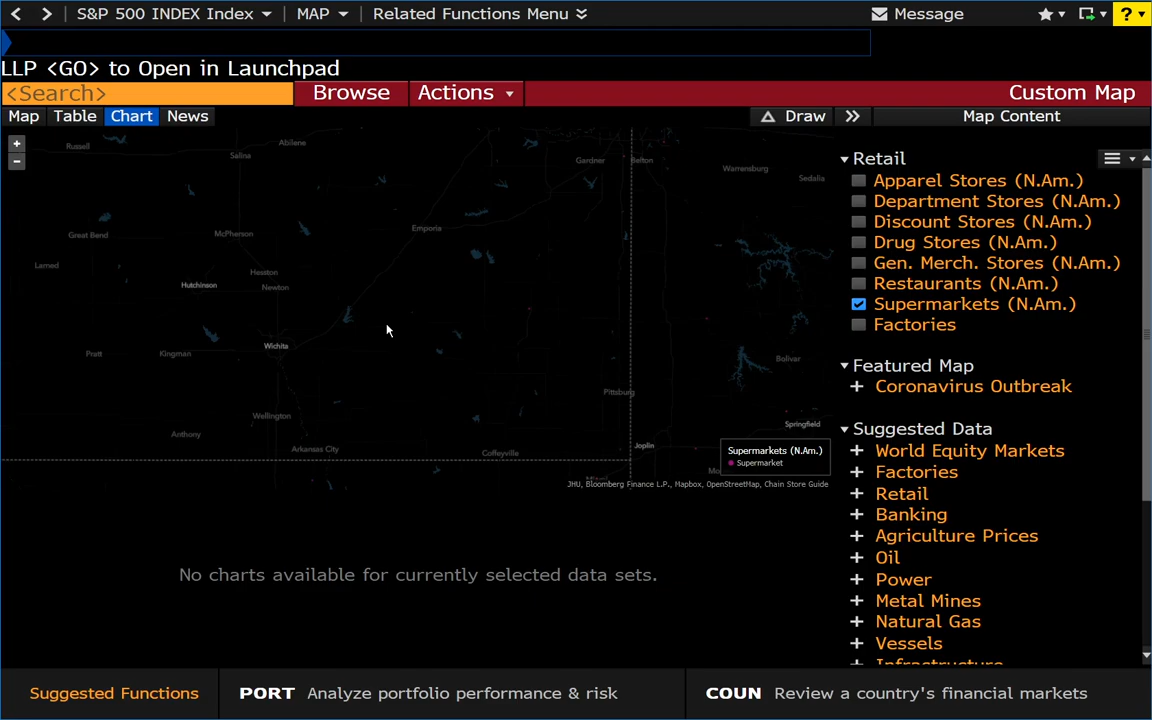 S&P 500 INDEX Index
MAP
Related Functions Menu
Message
?
LLP <GO> to Open in Launchpad
<Search>
Browse
Actions
Custom Map
Map
Table
Chart
News
Draw
Map Content
+
−
Russell
Salina
Abilene
Gardner
Belton
Warrensburg
Sedalia
Great Bend
McPherson
Emporia
Larned
Hesston
Newton
Hutchinson
Wichita
Pratt
Kingman
Bolivar
Pittsburg
Wellington
Anthony
Arkansas City
Coffeyville
Joplin
Springfield
Supermarkets (N.Am.)
Supermarket
JHU, Bloomberg Finance L.P., Mapbox, OpenStreetMap, Chain Store Guide
No charts available for currently selected data sets.
Retail
Apparel Stores (N.Am.)
Department Stores (N.Am.)
Discount Stores (N.Am.)
Drug Stores (N.Am.)
Gen. Merch. Stores (N.Am.)
Restaurants (N.Am.)
Supermarkets (N.Am.)
Factories
Featured Map
+ Coronavirus Outbreak
Suggested Data
+ World Equity Markets
+ Factories
+ Retail
+ Banking
+ Agriculture Prices
+ Oil
+ Power
+ Metal Mines
+ Natural Gas
+ Vessels
+ Infrastructure
Suggested Functions
PORT Analyze portfolio performance & risk
COUN Review a country's financial markets